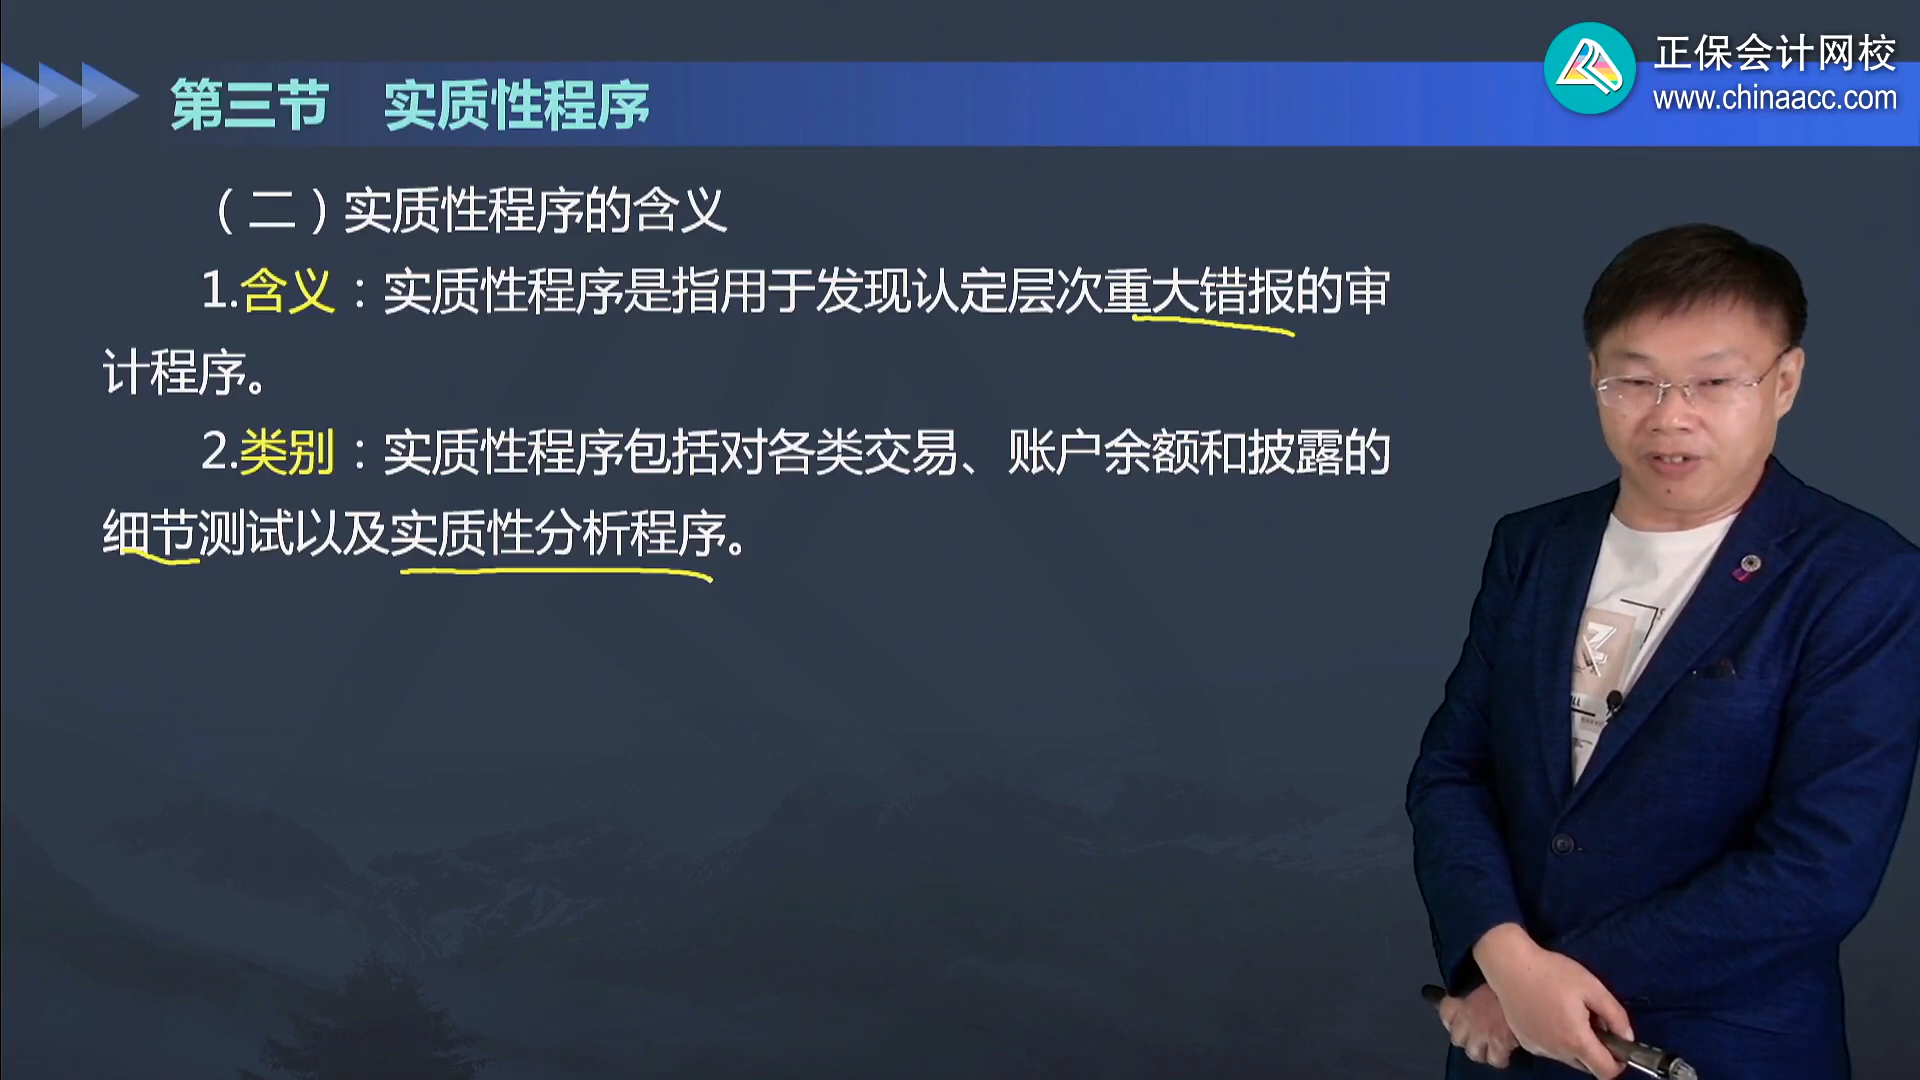 正保会计网校
www.chinaacc.com
第三节 实质性程序
（二）实质性程序的含义
1.含义：实质性程序是指用于发现认定层次重大错报的审
计程序。
2.类别：实质性程序包括对各类交易、账户余额和披露的
细节测试以及实质性分析程序。